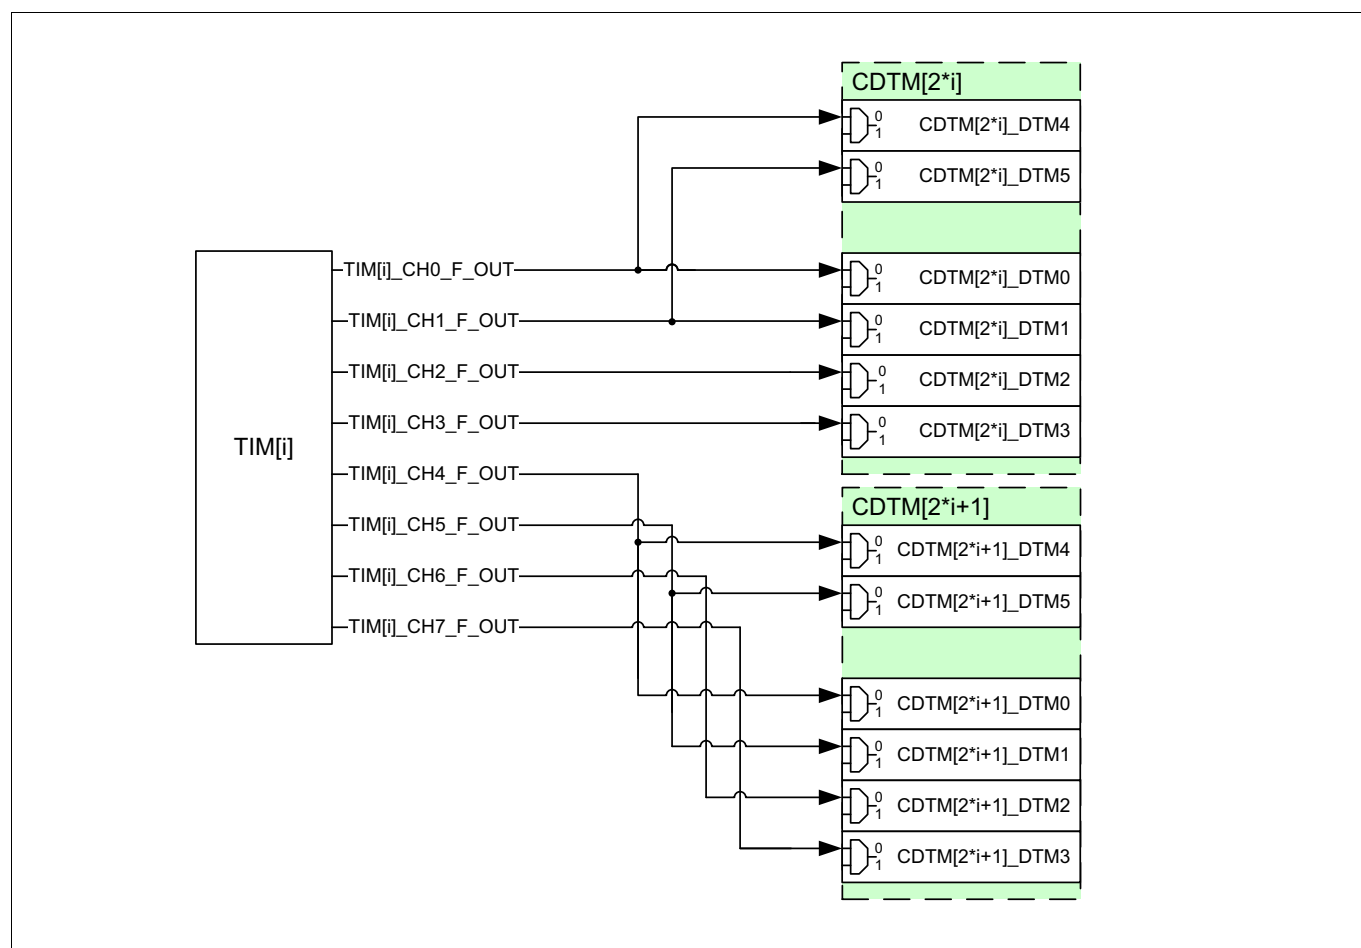 CDTM[2*i]
0
1
CDTM[2*i]_DTM4
0
1
CDTM[2*i]_DTM5
TIM[i]_CH0_F_OUT
0
1
CDTM[2*i]_DTM0
TIM[i]_CH1_F_OUT
0
1
CDTM[2*i]_DTM1
TIM[i]_CH2_F_OUT
0
1
CDTM[2*i]_DTM2
TIM[i]_CH3_F_OUT
0
1
CDTM[2*i]_DTM3
TIM[i]
TIM[i]_CH4_F_OUT
CDTM[2*i+1]
TIM[i]_CH5_F_OUT
0
1
CDTM[2*i+1]_DTM4
TIM[i]_CH6_F_OUT
0
1
CDTM[2*i+1]_DTM5
TIM[i]_CH7_F_OUT
0
1
CDTM[2*i+1]_DTM0
0
1
CDTM[2*i+1]_DTM1
0
1
CDTM[2*i+1]_DTM2
0
1
CDTM[2*i+1]_DTM3